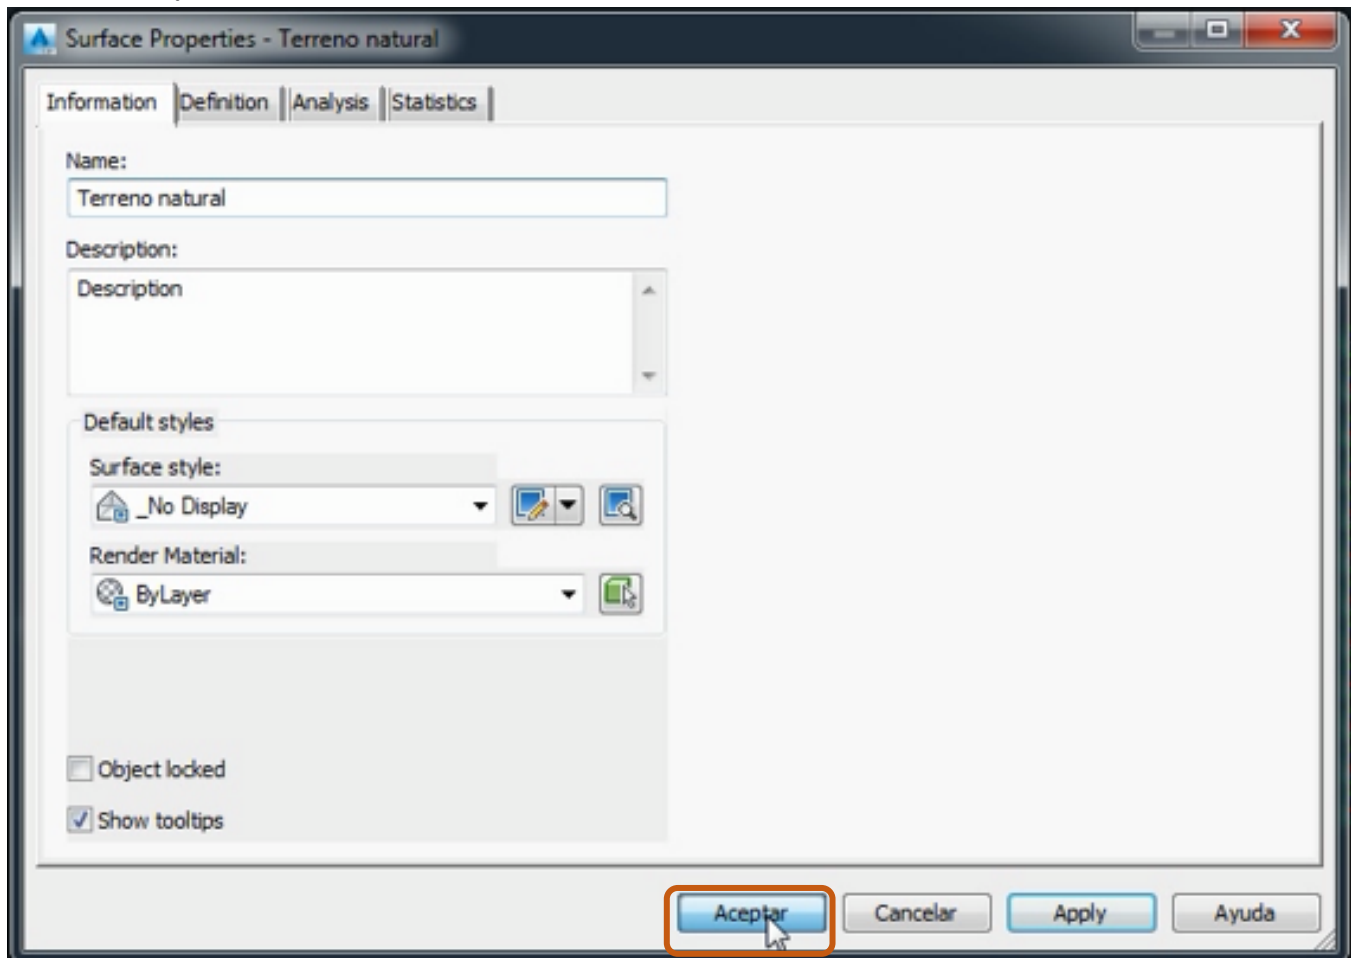 Surface Properties - Terreno natural
Information Definition Analysis Statistics
Name:
Terreno natural
Description:
Description
Default styles
Surface style:
_No Display
Render Material:
ByLayer
Object locked
Show tooltips
Aceptar Cancelar Apply Ayuda